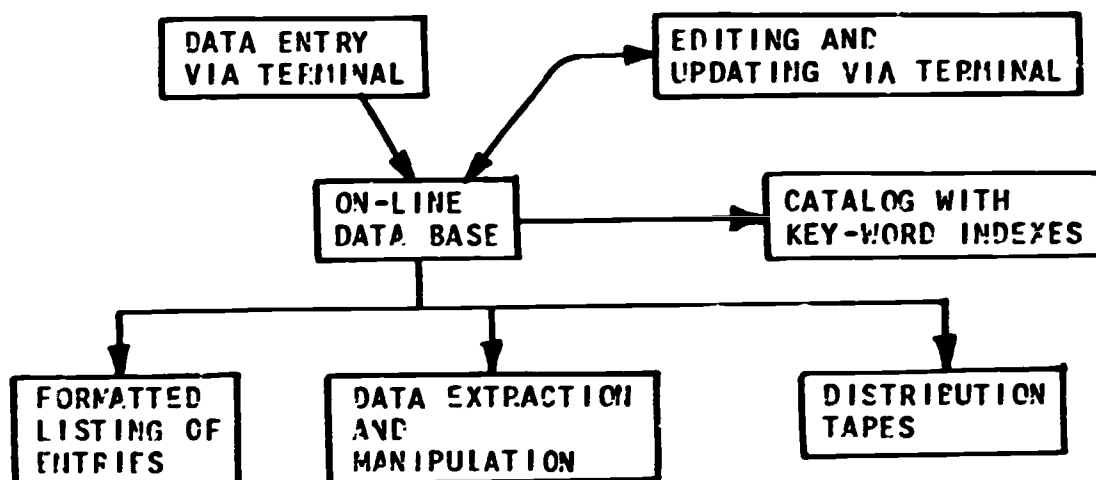 DATA ENTRY
VIA TERMINAL
EDITING AND
UPDATING VIA TERMINAL
ON-LINE
DATA BASE
CATALOG WITH
KEY-WORD INDEXES
FORMATTED
LISTING OF
ENTRIES
DATA EXTRACTION
AND
MANIPULATION
DISTRIBUTION
TAPES